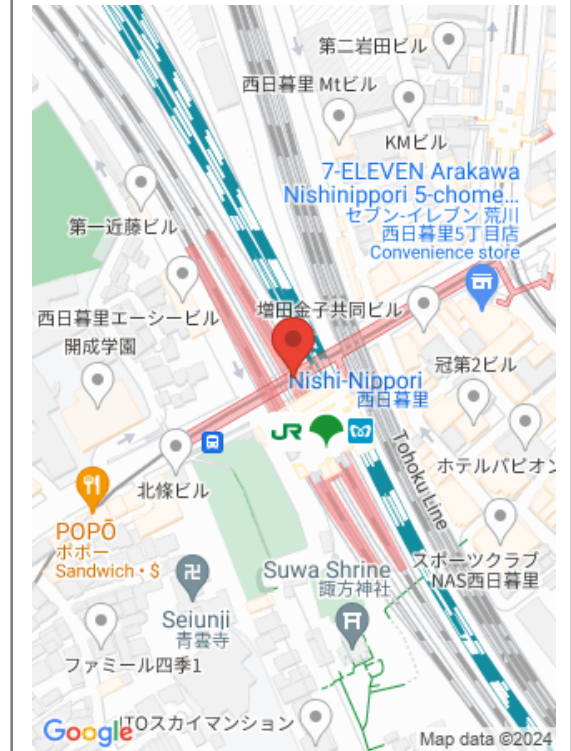 第二岩田ビル
西日暮里 Mtビル
KMビル
7-ELEVEN Arakawa
Nishinippori 5-chome...
セブン-イレブン 荒川
西日暮里5丁目店
Convenience store
第一近藤ビル
増田金子共同ビル
西日暮里エーシービル
開成学園
冠第2ビル
Nishi-Nippori
西日暮里
JR
Tohoku Line
ホテルパビオン
北條ビル
POPŌ
ポポー
Sandwich・$
スポーツクラブ
NAS西日暮里
Suwa Shrine
諏方神社
Seiunji
青雲寺
ファミール四季1
ITOスカイマンション
Google
Map data ©2024